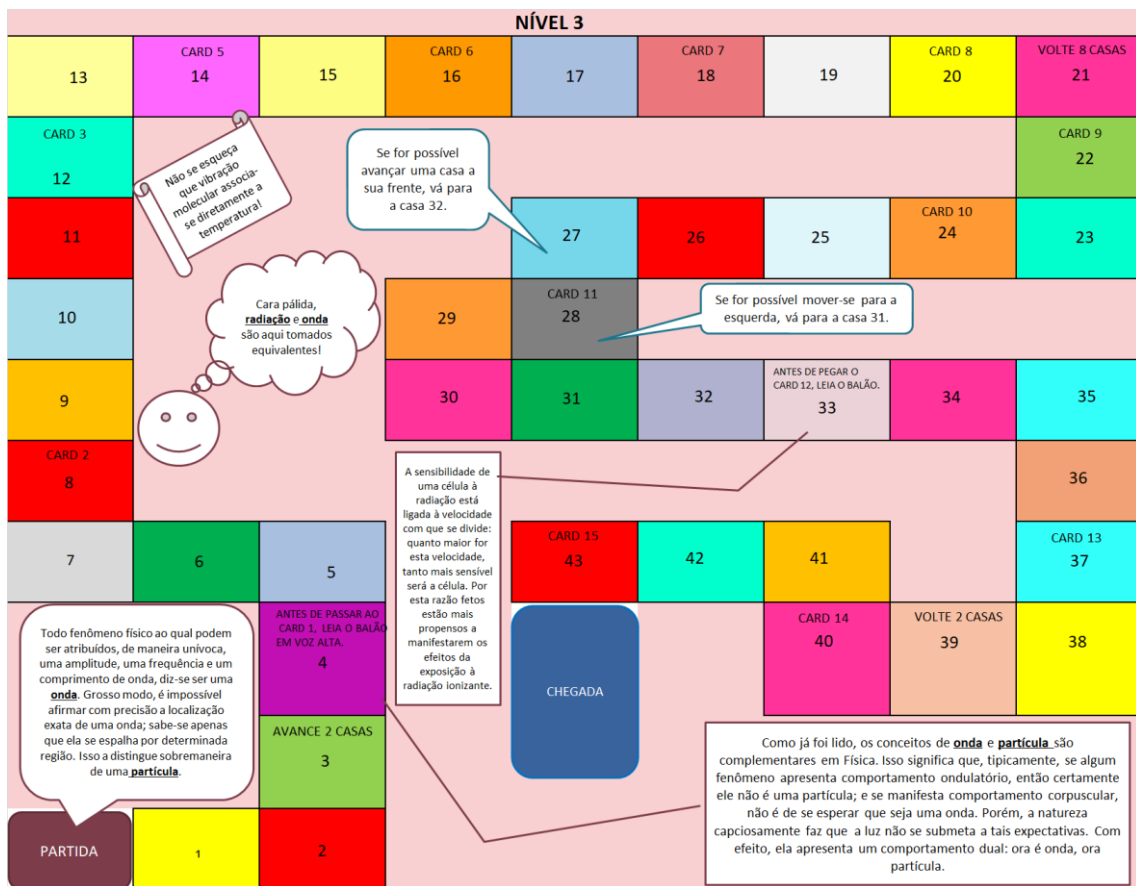 NÍVEL 3
13
CARD 5
14
15
CARD 6
16
17
CARD 7
18
19
CARD 8
20
VOLTE 8 CASAS
21
CARD 3
12
Não se esqueça
que vibração
molecular associa-
se diretamente a
temperatura!
Se for possível
avançar uma casa a
sua frente, vá para
a casa 32.
CARD 9
22
11
27
26
25
CARD 10
24
23
10
Cara pálida,
radiação e onda
são aqui tomados
equivalentes!
29
CARD 11
28
Se for possível mover-se para a
esquerda, vá para a casa 31.
9
30
31
32
ANTES DE PEGAR O
CARD 12, LEIA O BALÃO.
33
34
35
CARD 2
8
A sensibilidade de
uma célula à
radiação está
ligada à velocidade
com que se divide:
quanto maior for
esta velocidade,
tanto mais sensível
será a célula. Por
esta razão fetos
estão mais
propensos a
manifestarem os
efeitos da
exposição à
radiação ionizante.
36
7
6
5
CARD 15
43
42
41
CARD 13
37
Todo fenômeno físico ao qual podem
ser atribuídos, de maneira unívoca,
uma amplitude, uma frequência e um
comprimento de onda, diz-se ser uma
onda. Grosso modo, é impossível
afirmar com precisão a localização
exata de uma onda; sabe-se apenas
que ela se espalha por determinada
região. Isso a distingue sobremaneira
de uma partícula.
ANTES DE PASSAR AO
CARD 1, LEIA O BALÃO
EM VOZ ALTA.
4
CHEGADA
CARD 14
40
VOLTE 2 CASAS
39
38
AVANCE 2 CASAS
3
Como já foi lido, os conceitos de onda e partícula são
complementares em Física. Isso significa que, tipicamente, se algum
fenômeno apresenta comportamento ondulatório, então certamente
ele não é uma partícula; e se manifesta comportamento corpuscular,
não é de se esperar que seja uma onda. Porém, a natureza
capciosamente faz que a luz não se submeta a tais expectativas. Com
efeito, ela apresenta um comportamento dual: ora é onda, ora
partícula.
PARTIDA
1
2